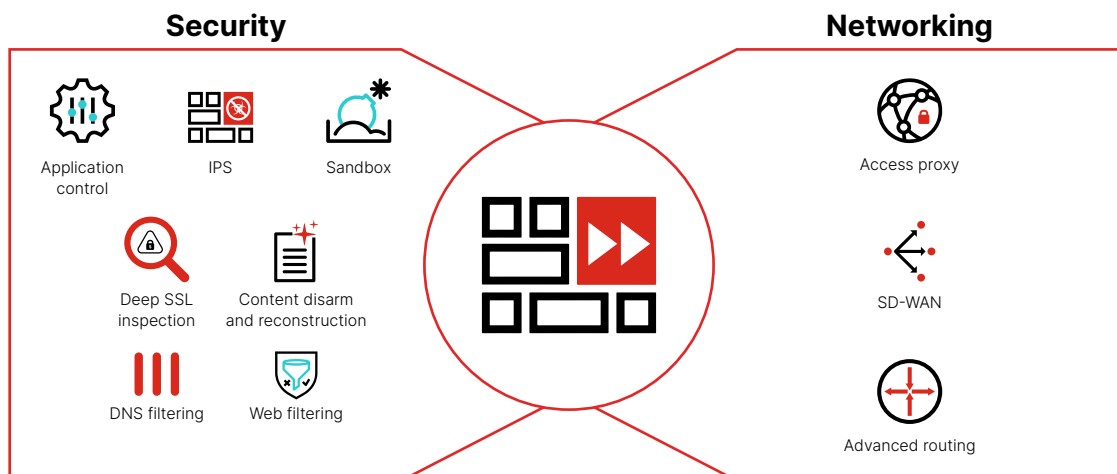 Security
Networking
Application
control
IPS
Sandbox
Access proxy
Deep SSL
inspection
Content disarm
and reconstruction
SD-WAN
DNS filtering
Web filtering
Advanced routing